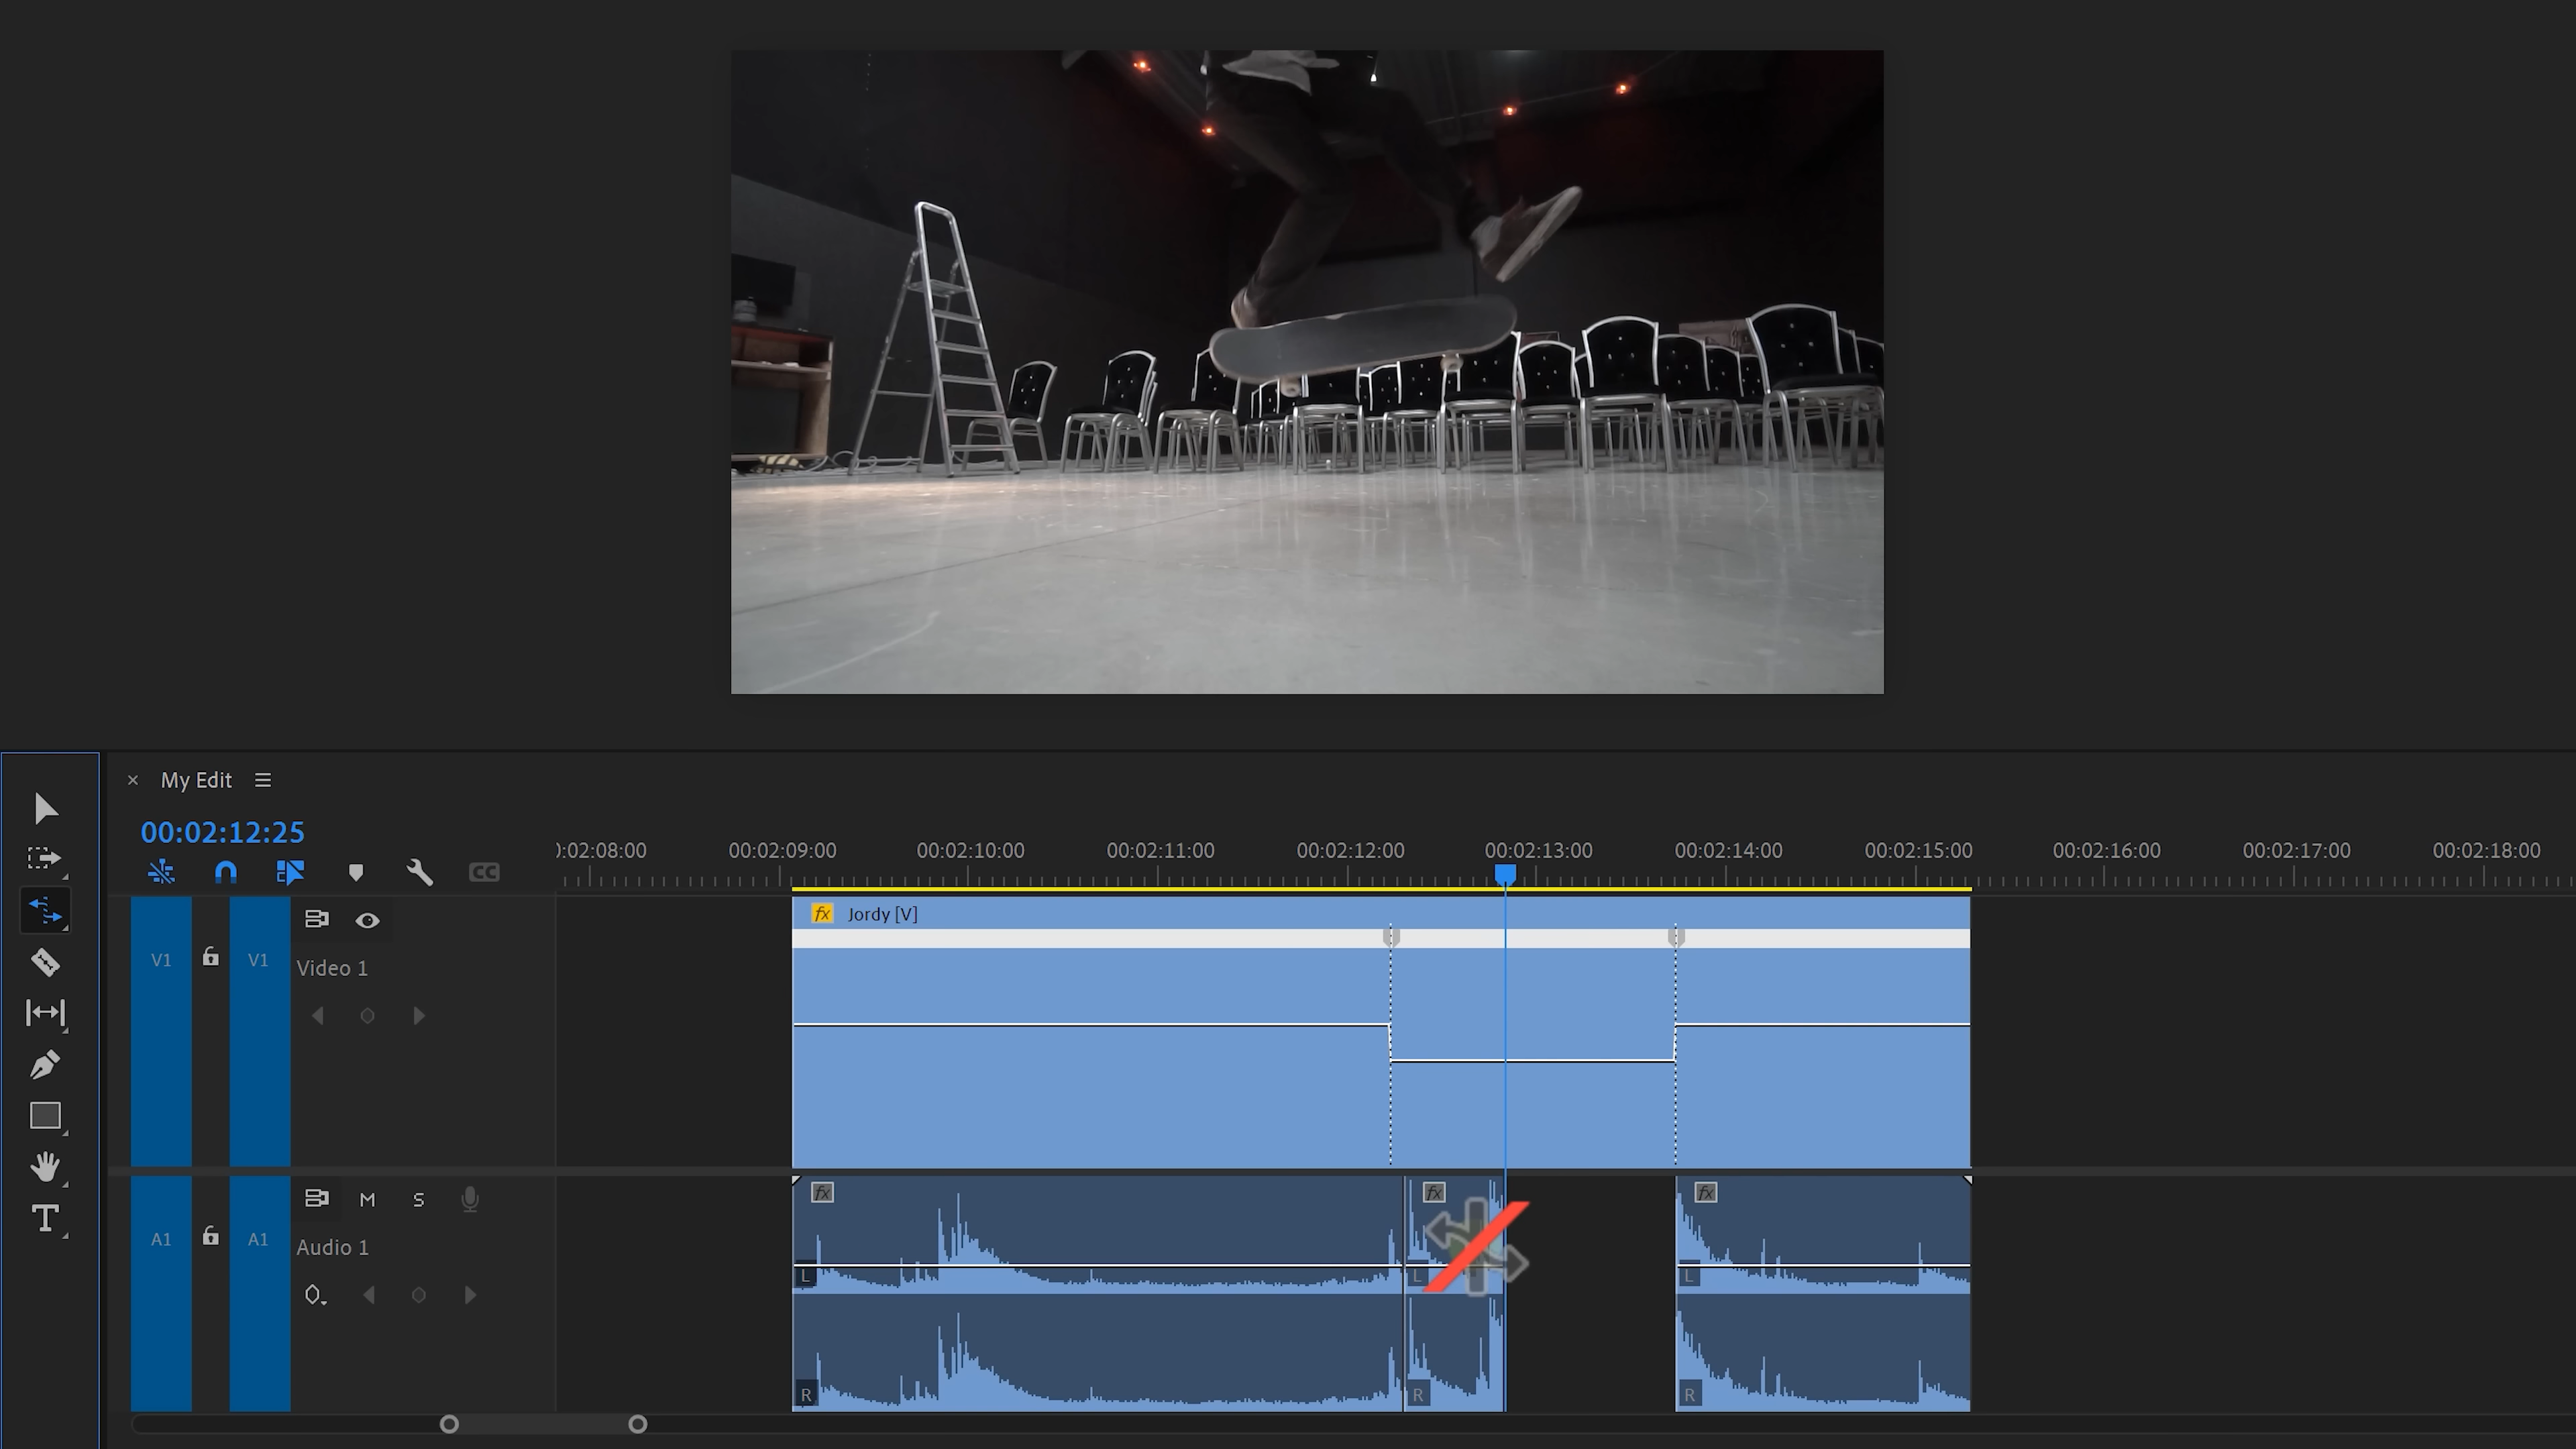 My Edit
00:02:12:25
):02:08:00 00:02:09:00 00:02:10:00 00:02:11:00 00:02:12:00 00:02:13:00 00:02:14:00 00:02:15:00 00:02:16:00 00:02:17:00 00:02:18:00
CC
fx Jordy [V]
V1 V1
Video 1
fx fx fx
M S
A1 A1
Audio 1
L L L
R R R
T